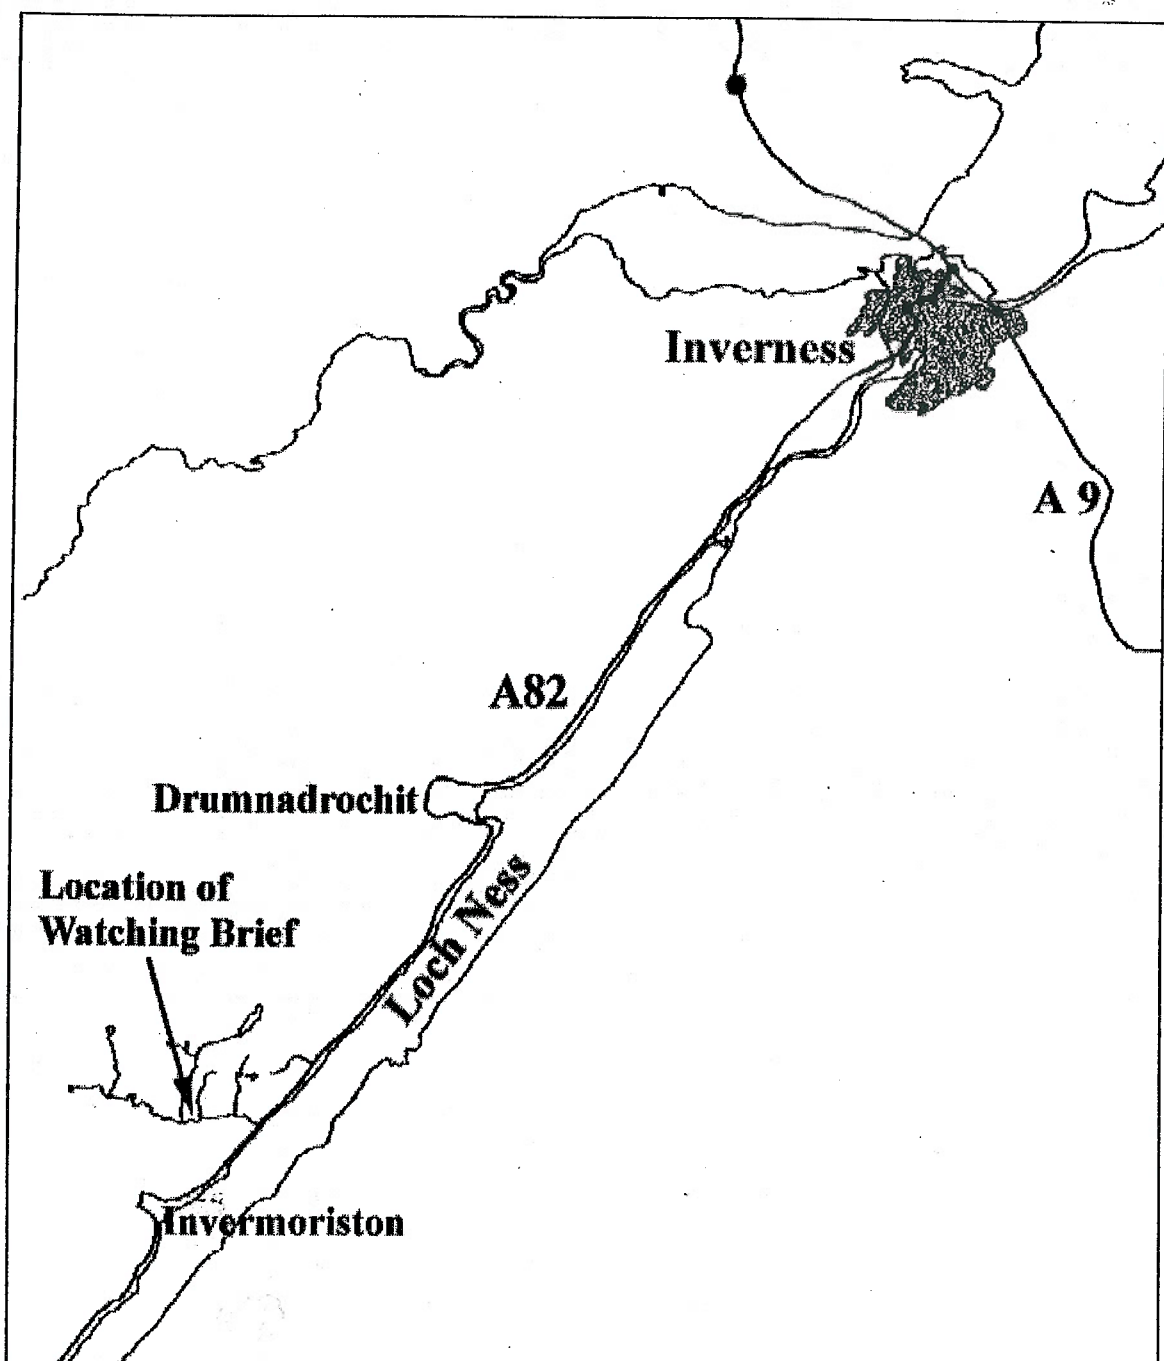 Inverness
A 9
A82
Drumnadrochit
Location of
Watching Brief
Loch Ness
Invermoriston